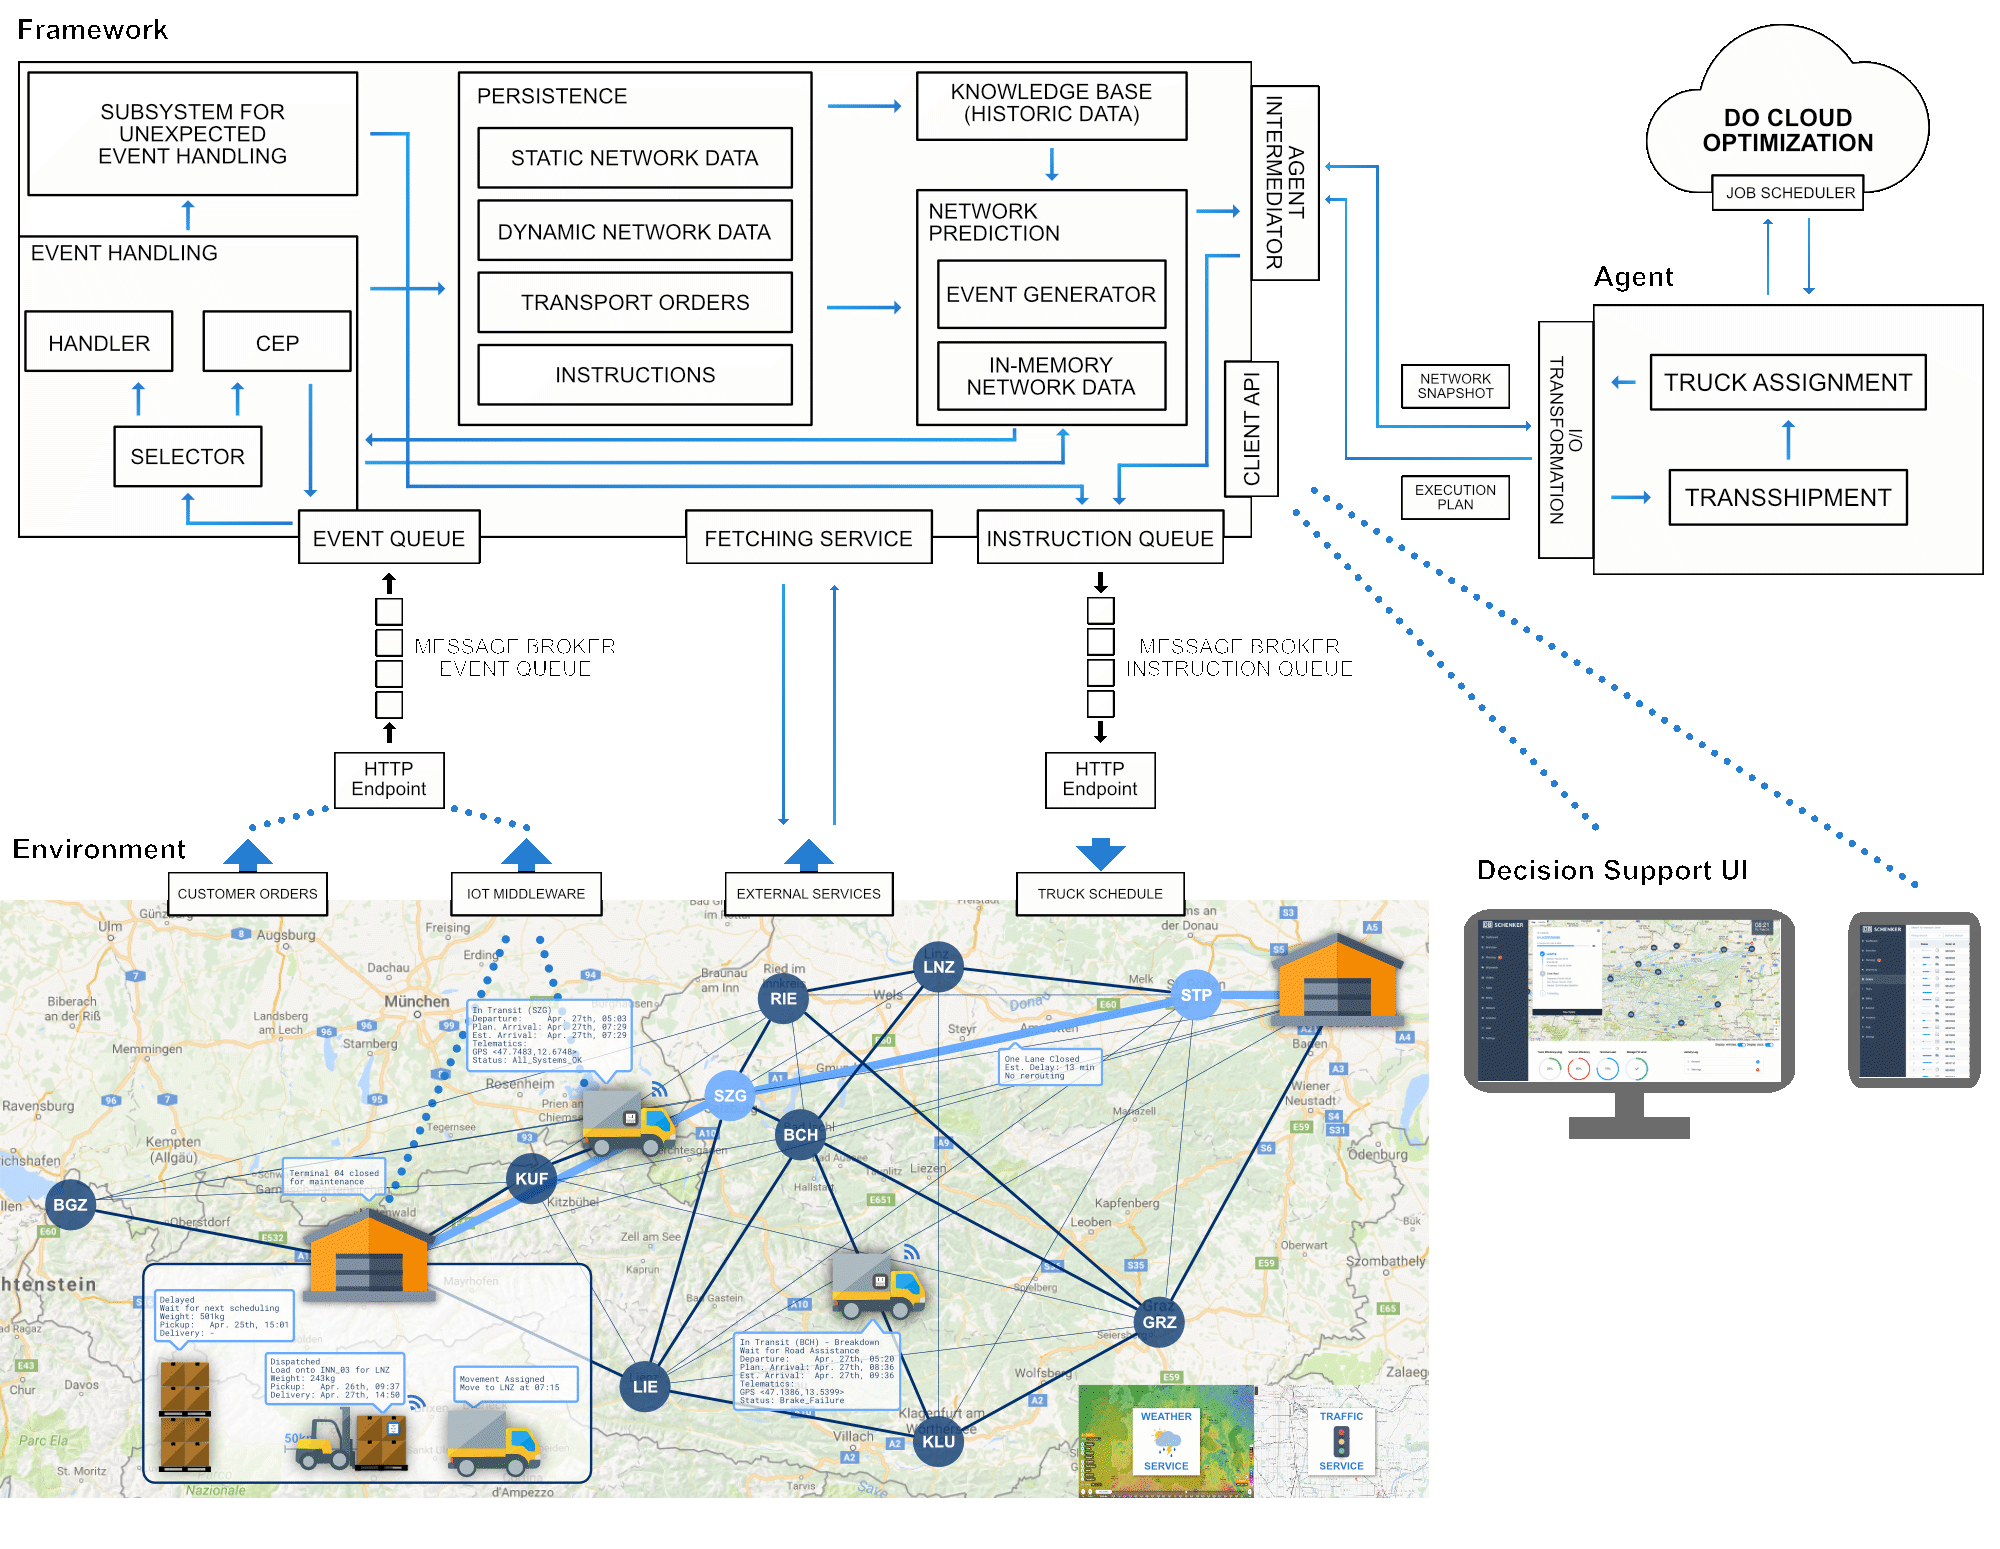 Framework
SUBSYSTEM FOR
UNEXPECTED
EVENT HANDLING
EVENT HANDLING
HANDLER
CEP
SELECTOR
PERSISTENCE
STATIC NETWORK DATA
DYNAMIC NETWORK DATA
TRANSPORT ORDERS
INSTRUCTIONS
KNOWLEDGE BASE
(HISTORIC DATA)
NETWORK
PREDICTION
EVENT GENERATOR
IN-MEMORY
NETWORK DATA
AGENT
INTERMEDIATOR
CLIENT API
EVENT QUEUE
FETCHING SERVICE
INSTRUCTION QUEUE
DO CLOUD
OPTIMIZATION
JOB SCHEDULER
Agent
I/O
TRANSFORMATION
TRUCK ASSIGNMENT
TRANSSHIPMENT
NETWORK
SNAPSHOT
EXECUTION
PLAN
MESSAGE BROKER
EVENT QUEUE
MESSAGE BROKER
INSTRUCTION QUEUE
HTTP
Endpoint
HTTP
Endpoint
Environment
CUSTOMER ORDERS
IOT MIDDLEWARE
EXTERNAL SERVICES
TRUCK SCHEDULE
Decision Support UI
SCHENKER
SCHENKER
08:21
Ulm
Augsburg
Freising
Erding
Dachau
München
Biberach
an der Riß
Landsberg
am Lech
Starnberg
Memmingen
Rosenheim
Ravensburg
Kempten
(Allgäu)
Tegernsee
Braunau
am Inn
Ried im
Wels
Steyr
Melk
Donau
Baden
Wiener
Neustadt
Mariazell
Bad Aussee
Liezen
Hallstatt
Kitzbühel
Oberstdorf
Zell am See
Kaprun
Bad Gastein
Kapfenberg
Leoben
Oberwart
Szombathely
Bük
Wolfsberg
Klagenfurt am
Wörthersee
Villach
Tarvis
Save
Chur
Davos
St. Moritz
Parc Ela
Nazionale
d'Ampezzo
Mayrhofen
LNZ
RIE
STP
SZG
BCH
KUF
BGZ
LIE
GRZ
KLU
In Transit (SZG)
Departure: Apr. 27th, 05:03
Plan. Arrival: Apr. 27th, 07:29
Est. Arrival: Apr. 27th, 07:29
Telematics:
GPS <47.7483,12.6748>
Status: All_Systems_OK
One Lane Closed
Est. Delay: 13 min
No rerouting
Terminal 04 closed
for maintenance
Delayed
Wait for next scheduling
Weight: 501kg
Pickup: Apr. 25th, 15:01
Delivery: -
Dispatched
Load onto INN_03 for LNZ
Weight: 243kg
Pickup: Apr. 26th, 09:37
Delivery: Apr. 27th, 14:50
Movement Assigned
Move to LNZ at 07:15
In Transit (BCH) - Breakdown
Wait for Road Assistance
Departure: Apr. 27th, 05:20
Plan. Arrival: Apr. 27th, 08:36
Est. Arrival: Apr. 27th, 09:36
Telematics:
GPS <47.1386,13.5399>
Status: Brake_Failure
WEATHER
SERVICE
TRAFFIC
SERVICE